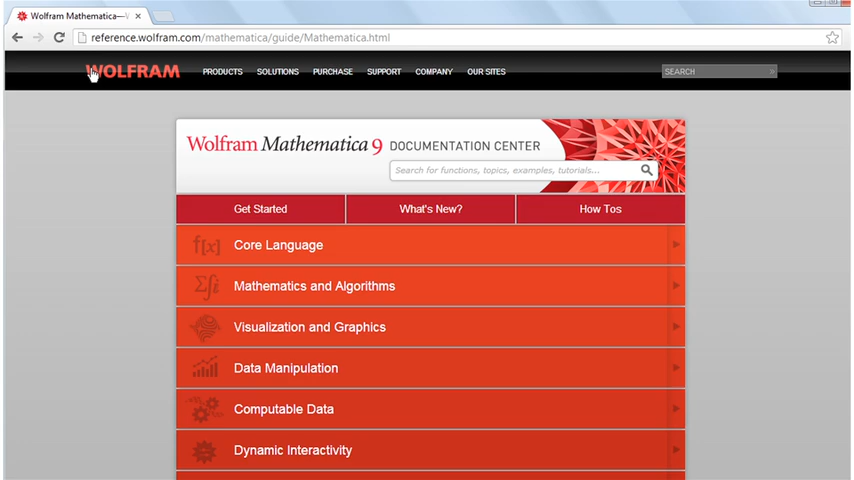 Wolfram Mathematica—
reference.wolfram.com/mathematica/guide/Mathematica.html
WOLFRAM PRODUCTS SOLUTIONS PURCHASE SUPPORT COMPANY OUR SITES SEARCH
Wolfram Mathematica 9 DOCUMENTATION CENTER
Search for functions, topics, examples, tutorials...
Get Started What's New? How Tos
f[x] Core Language
Mathematics and Algorithms
Visualization and Graphics
Data Manipulation
Computable Data
Dynamic Interactivity